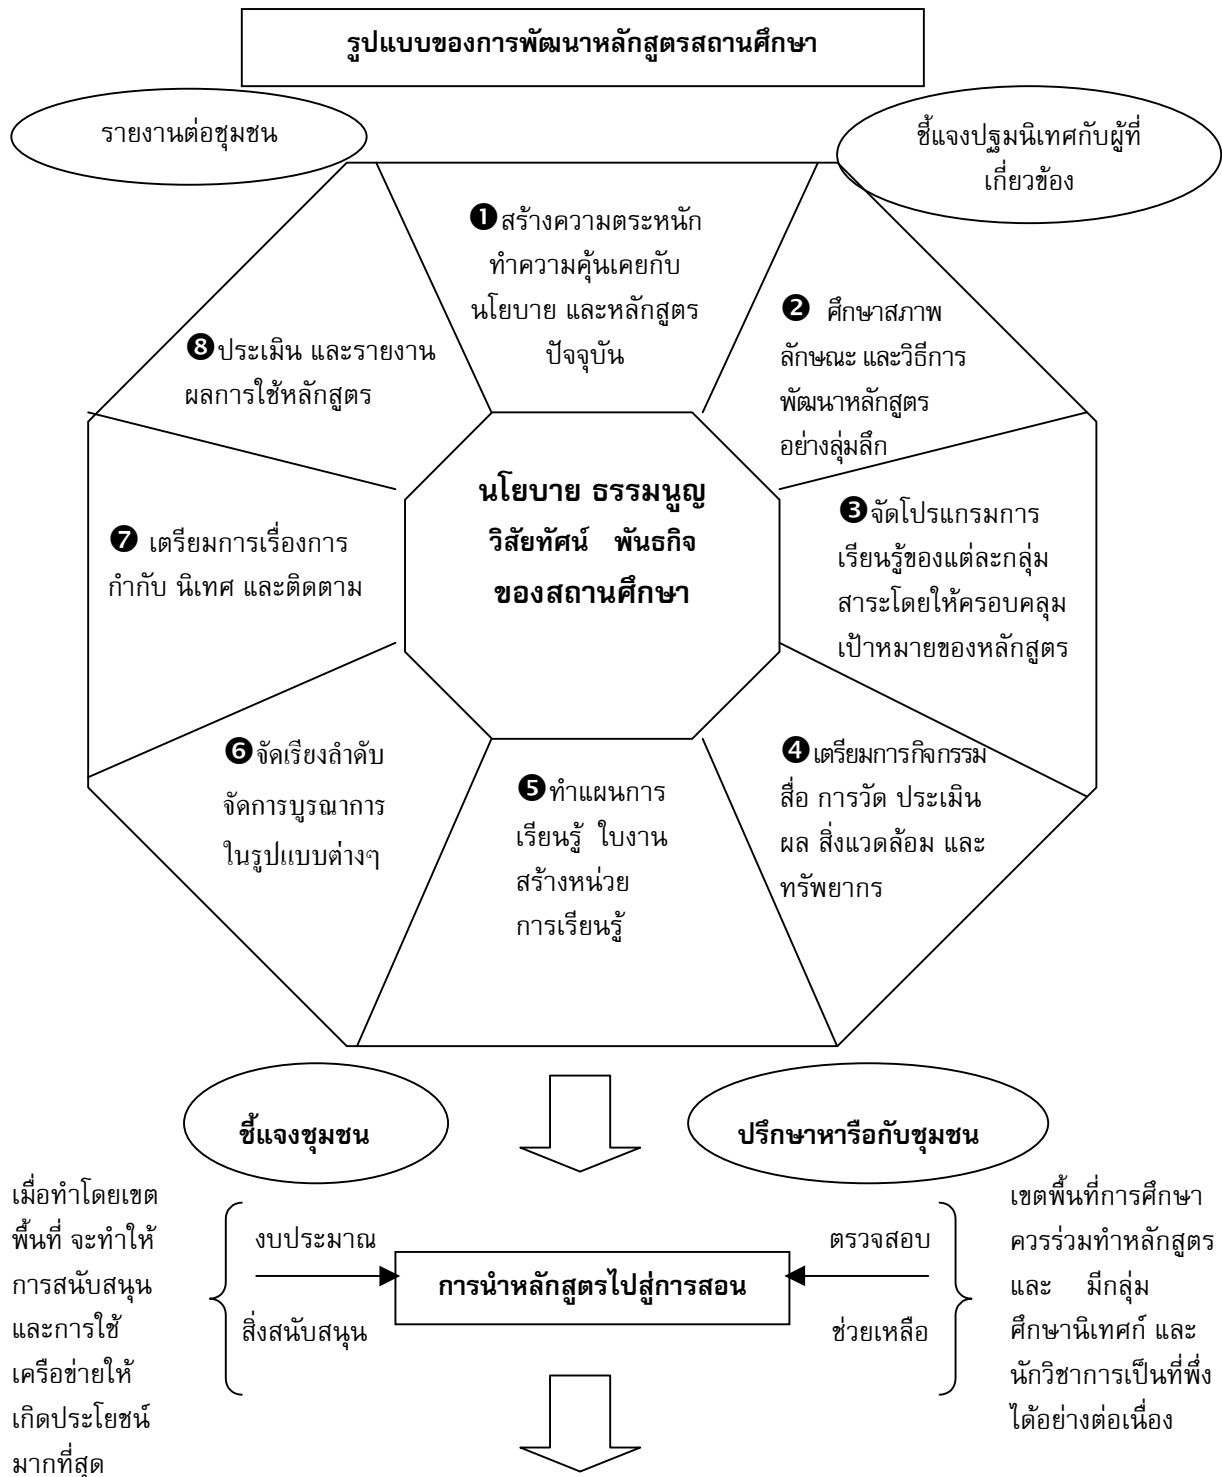 รูปแบบของการพัฒนาหลักสูตรสถานศึกษา
รายงานต่อชุมชน
ชี้แจงปฐมนิเทศกับผู้ที่
เกี่ยวข้อง
❶สร้างความตระหนัก
ทำความคุ้นเคยกับ
นโยบาย และหลักสูตร
ปัจจุบัน
❷ ศึกษาสภาพ
ลักษณะ และวิธีการ
พัฒนาหลักสูตร
อย่างลุ่มลึก
❸จัดโปรแกรมการ
เรียนรู้ของแต่ละกลุ่ม
สาระโดยให้ครอบคลุม
เป้าหมายของหลักสูตร
❹เตรียมการกิจกรรม
สื่อ การวัด ประเมิน
ผล สิ่งแวดล้อม และ
ทรัพยากร
❺ทำแผนการ
เรียนรู้ ใบงาน
สร้างหน่วย
การเรียนรู้
❻จัดเรียงลำดับ
จัดการบูรณาการ
ในรูปแบบต่างๆ
❼ เตรียมการเรื่องการ
กำกับ นิเทศ และติดตาม
❽ประเมิน และรายงาน
ผลการใช้หลักสูตร
นโยบาย ธรรมนูญ
วิสัยทัศน์ พันธกิจ
ของสถานศึกษา
ชี้แจงชุมชน
ปรึกษาหารือกับชุมชน
เมื่อทำโดยเขต
พื้นที่ จะทำให้
การสนับสนุน
และการใช้
เครือข่ายให้
เกิดประโยชน์
มากที่สุด
งบประมาณ
สิ่งสนับสนุน
การนำหลักสูตรไปสู่การสอน
ตรวจสอบ
ช่วยเหลือ
เขตพื้นที่การศึกษา
ควรร่วมทำหลักสูตร
และ มีกลุ่ม
ศึกษานิเทศก์ และ
นักวิชาการเป็นที่พึ่ง
ได้อย่างต่อเนื่อง